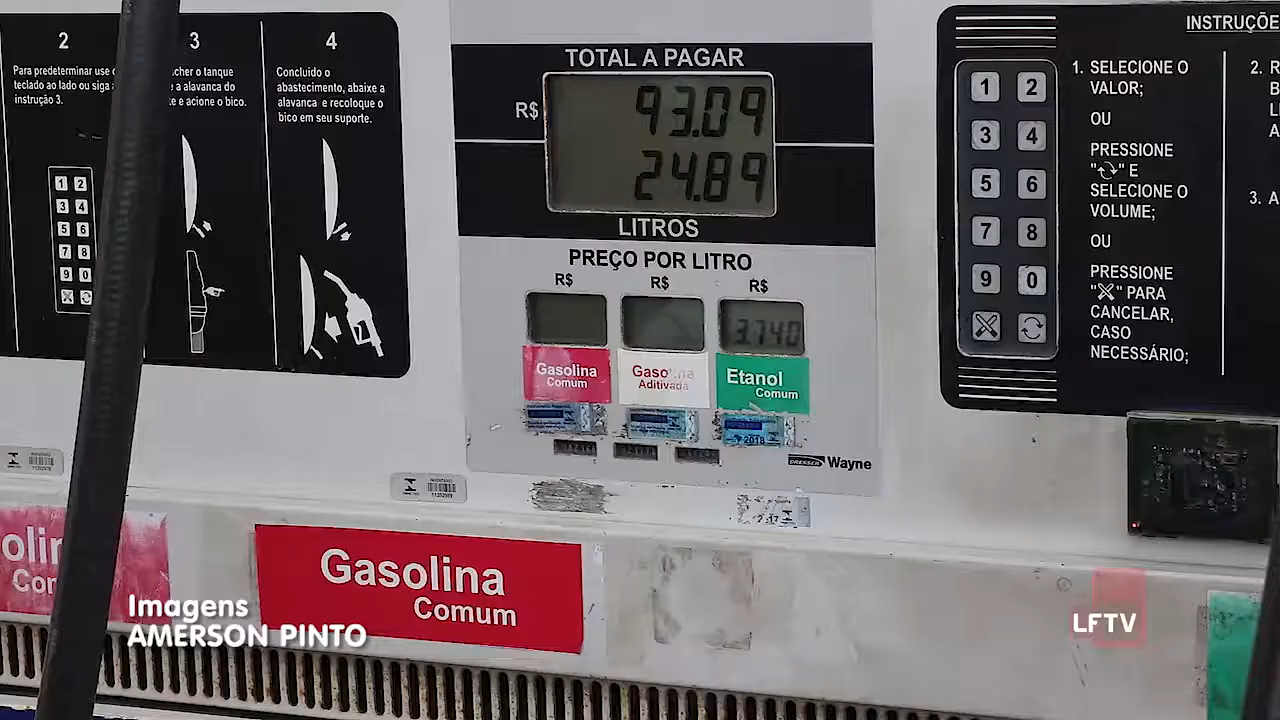 2
Para predeterminar use
teclado ao lado ou siga a
instrução 3.
1 2
3 4
5 6
7 8
9 0
3
o tanque
a alavanca do
e acione o bico.
4
Concluído o
abastecimento, abaixe a
alavanca e recoloque o
bico em seu suporte.
TOTAL A PAGAR
R$ 93.09
24.89
LITROS
PREÇO POR LITRO
R$ R$ R$
3.740
Gasolina
Comum
Gasolina
Aditivada
Etanol
Comum
2018
DRESSER Wayne
INSTRUÇÕE
1 2
3 4
5 6
7 8
9 0
1. SELECIONE O
VALOR;
OU
PRESSIONE
" " E
SELECIONE O
VOLUME;
OU
PRESSIONE
" " PARA
CANCELAR,
CASO
NECESSÁRIO;
2. R
3. A
Gasolina
Comum
Imagens
AMERSON PINTO
LFTV